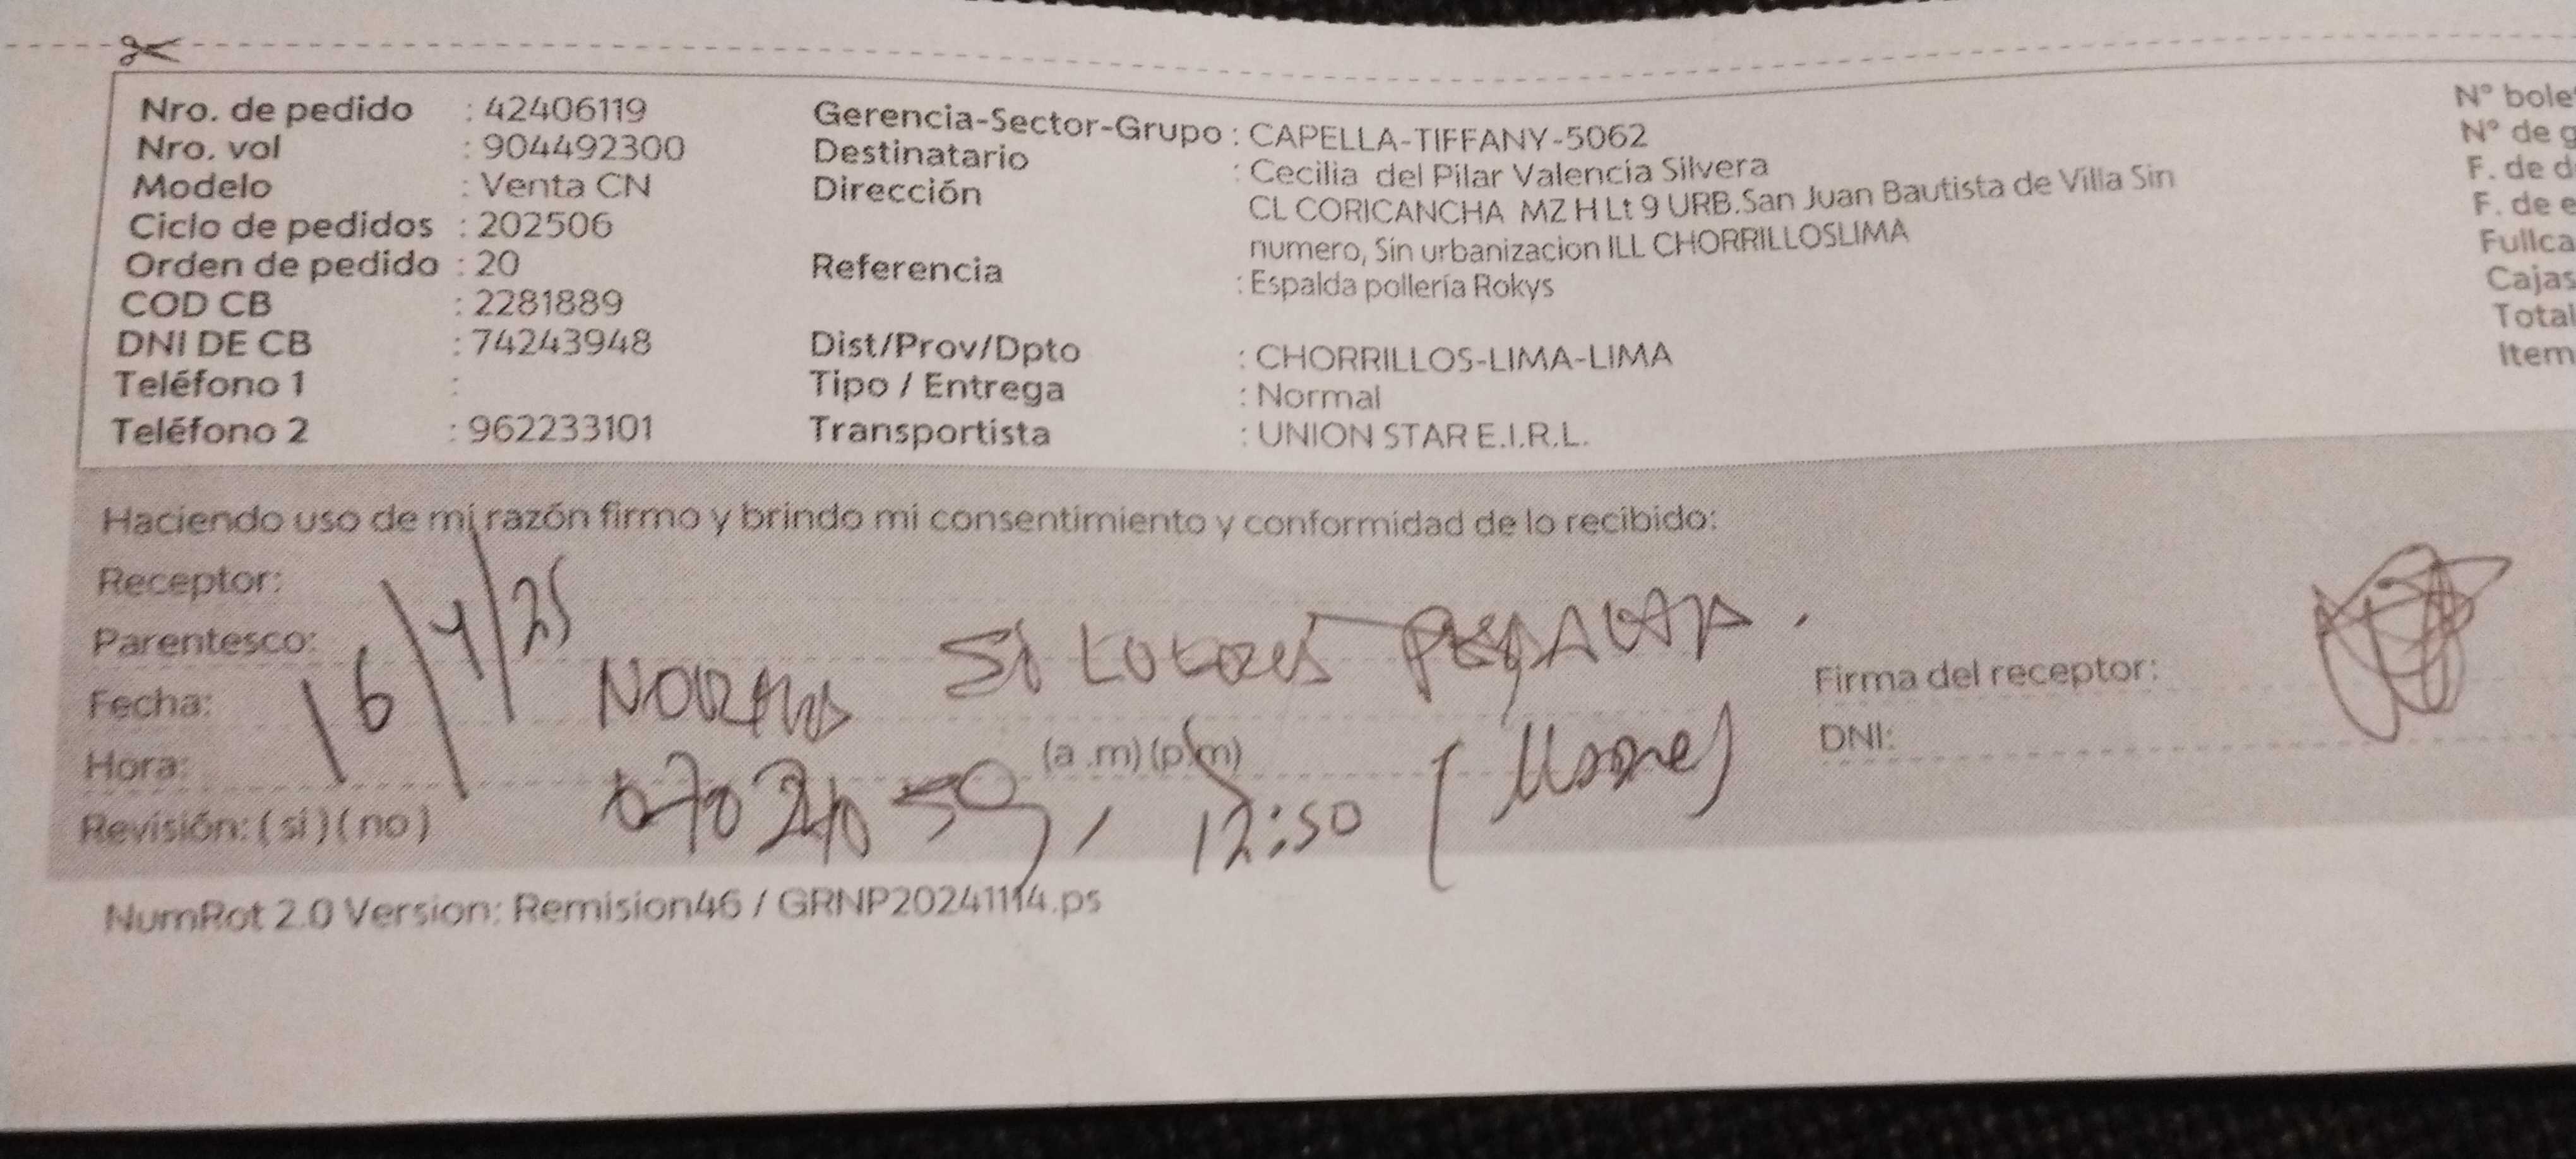 Nro. de pedido : 42406119
Nro. vol : 904492300
Modelo : Venta CN
Ciclo de pedidos : 202506
Orden de pedido : 20
COD CB : 2281889
DNI DE CB : 74243948
Teléfono 1 :
Teléfono 2 : 962233101
Gerencia-Sector-Grupo : CAPELLA-TIFFANY-5062
Destinatario : Cecilia del Pilar Valencia Silvera
Dirección CL CORICANCHA MZ H Lt 9 URB.San Juan Bautista de Villa Sin
numero, Sin urbanizacion ILL CHORRILLOSLIMA
Referencia : Espalda pollería Rokys
Dist/Prov/Dpto : CHORRILLOS-LIMA-LIMA
Tipo / Entrega : Normal
Transportista : UNION STAR E.I.R.L.
N° bole
N° de g
F. de d
F. de e
Fullca
Cajas
Total
Item
Haciendo uso de mi razón firmo y brindo mi consentimiento y conformidad de lo recibido:
Receptor:
Parentesco:
Fecha: 16/4/25
Hora: (a .m) (p.m) 12:50
Revisión: ( si ) ( no )
Firma del receptor:
DNI:
NumRot 2.0 Version: Remision46 / GRNP20241114.ps